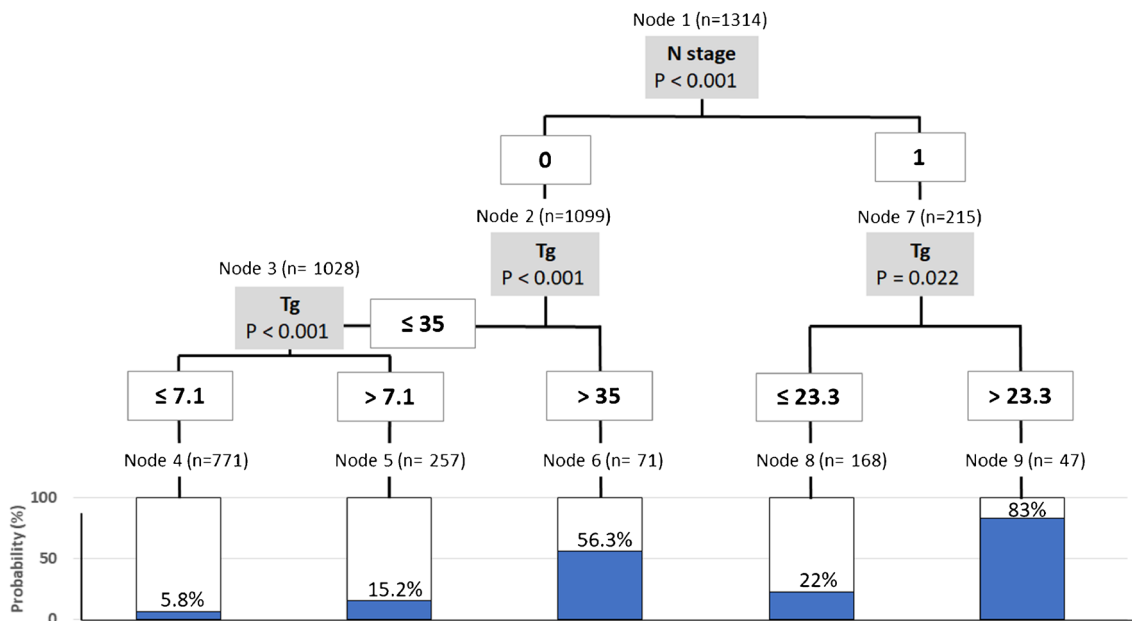 Node 1 (n=1314)
N stage
P < 0.001
0
1
Node 2 (n=1099)
Node 7 (n=215)
Tg
P < 0.001
Tg
P = 0.022
Node 3 (n= 1028)
Tg
P < 0.001
≤ 35
≤ 7.1
> 7.1
> 35
≤ 23.3
> 23.3
Node 4 (n=771)
Node 5 (n= 257)
Node 6 (n= 71)
Node 8 (n= 168)
Node 9 (n= 47)
Probability (%)
100
50
0
5.8%
15.2%
56.3%
22%
83%